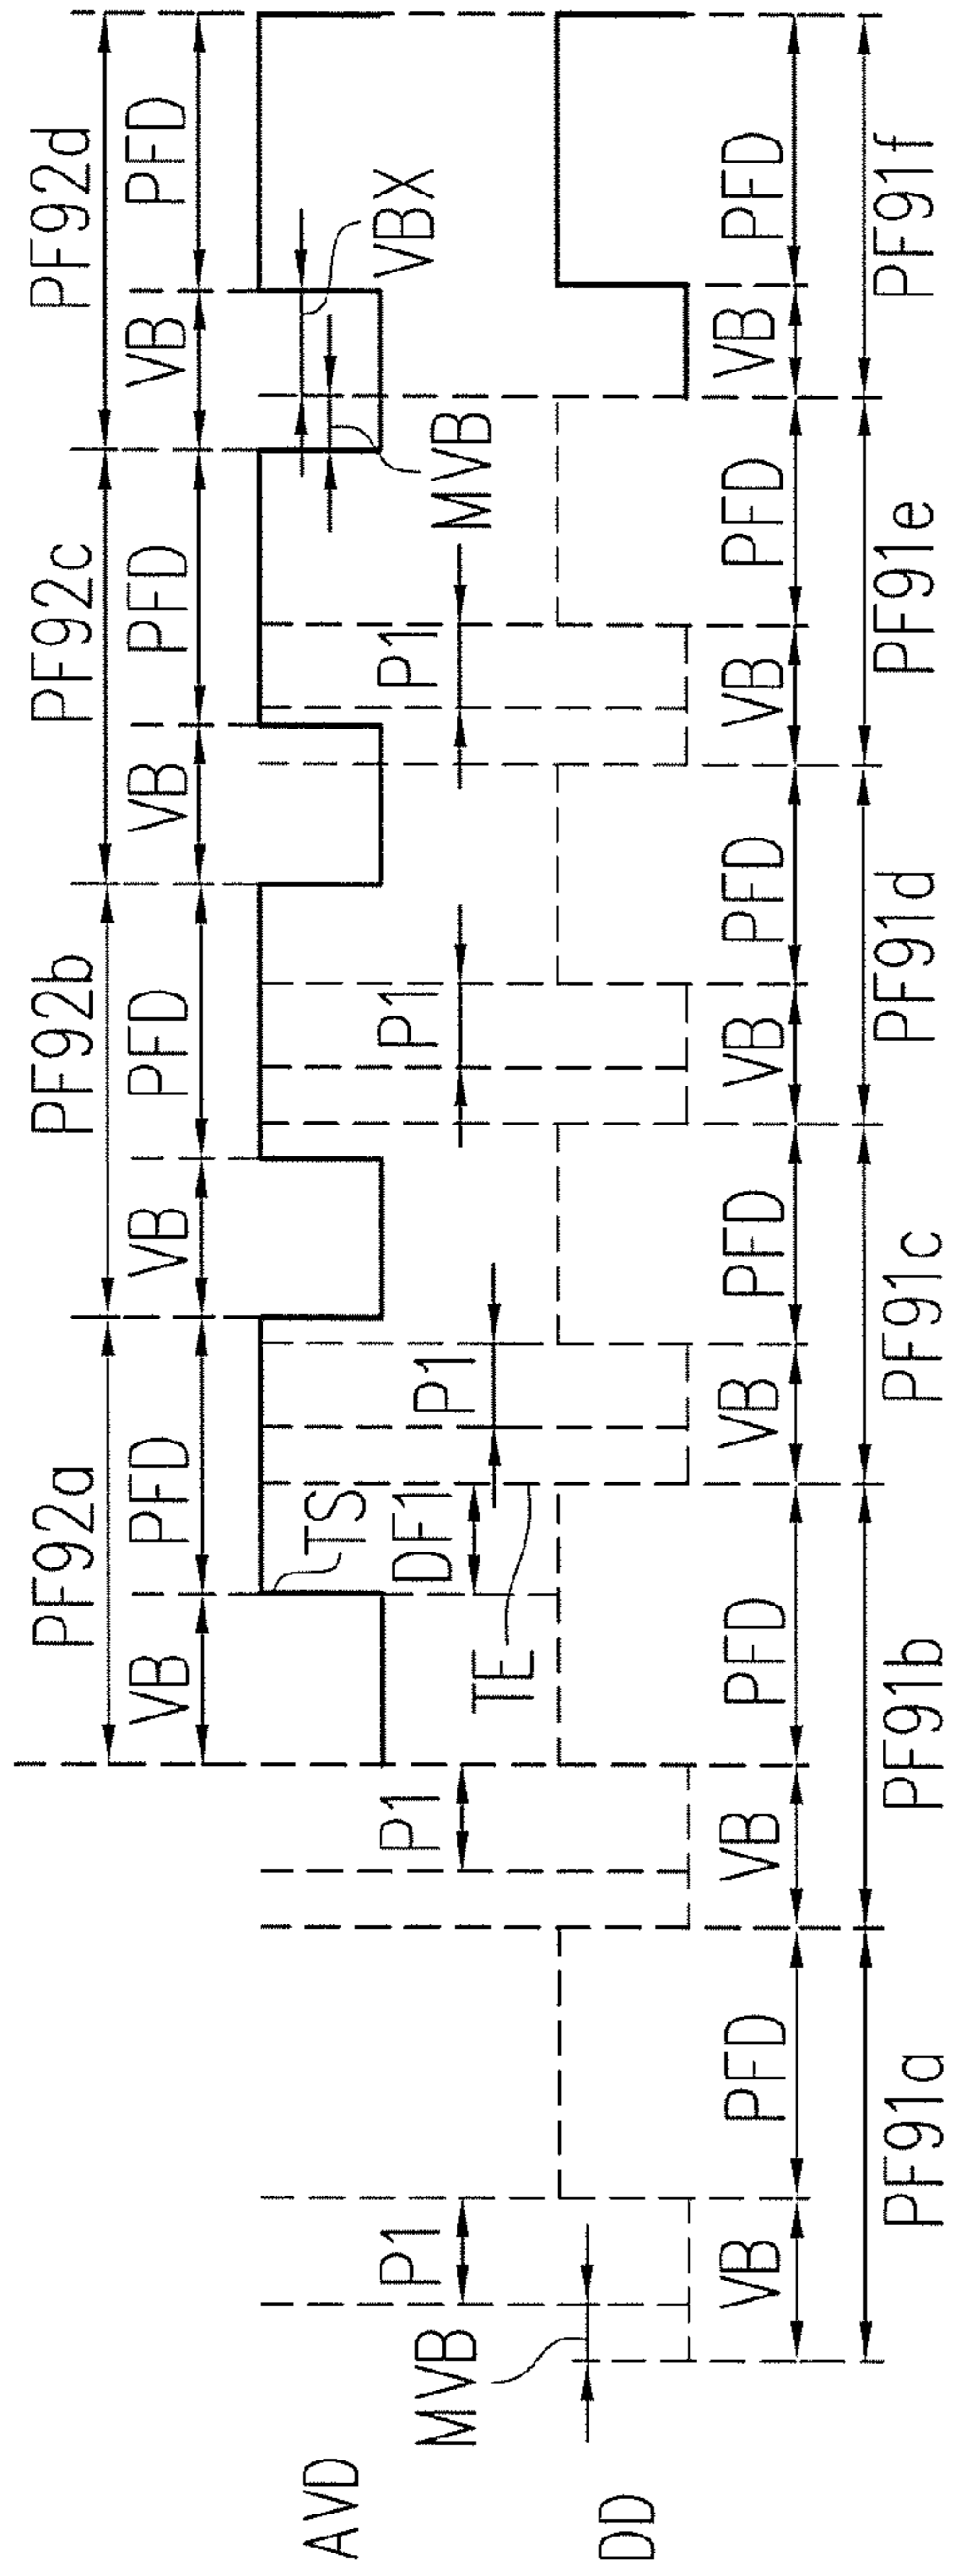 PF92a PF92b PF92c PF92d
VB PFD VB PFD VB PFD VB PFD
AVD TS VBX
P1 P1 DF1 P1 P1 P1
MVB MVB
TE
DD
VB PFD VB PFD VB PFD VB PFD VB PFD VB PFD
PF91a PF91b PF91c PF91d PF91e PF91f